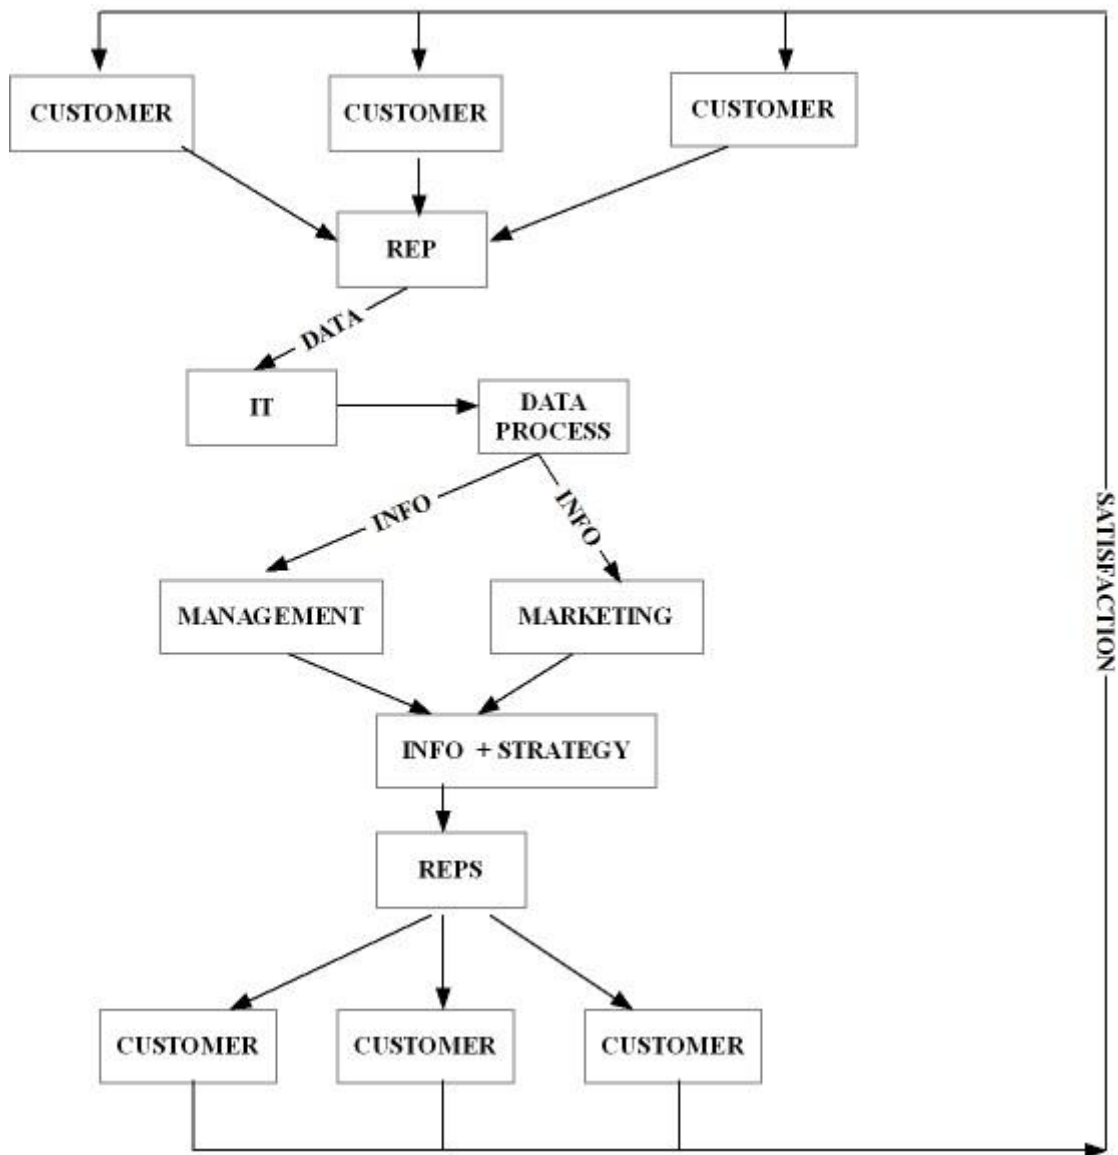 CUSTOMER
CUSTOMER
CUSTOMER
REP
DATA
IT
DATA
PROCESS
INFO
INFO
SATISFACTION
MANAGEMENT
MARKETING
INFO + STRATEGY
REPS
CUSTOMER
CUSTOMER
CUSTOMER